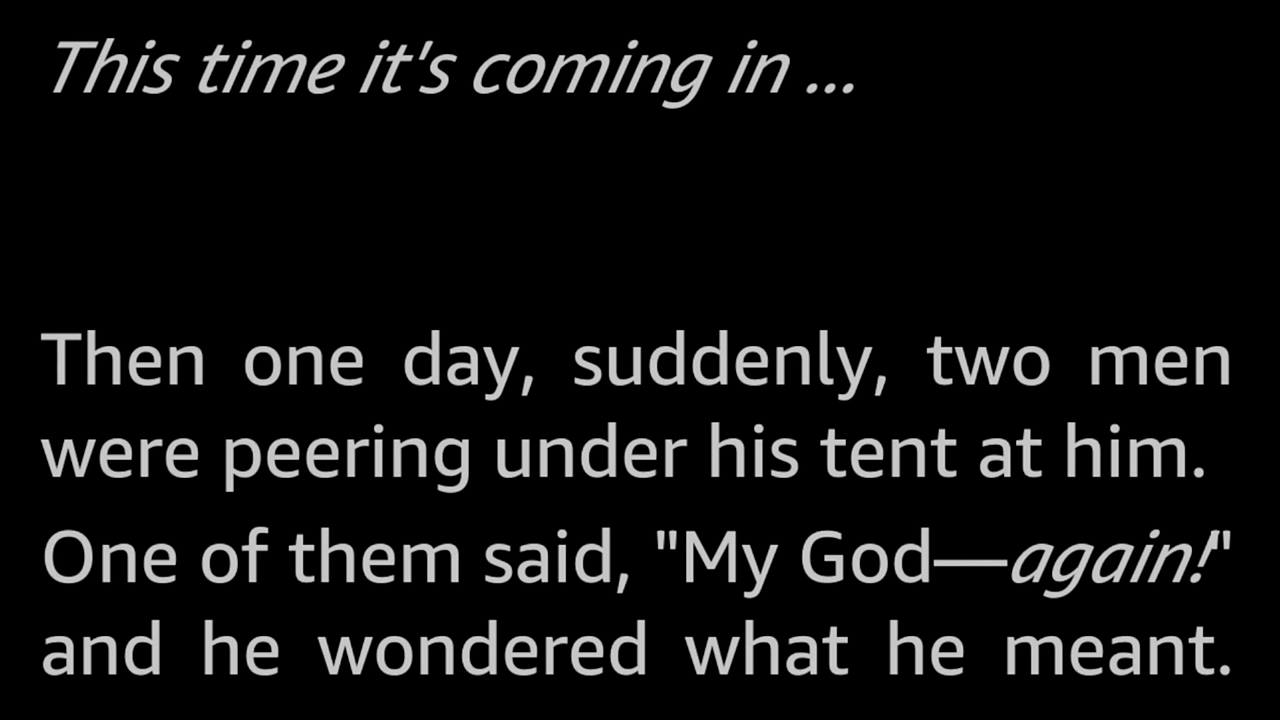 This time it's coming in ...
Then one day, suddenly, two men
were peering under his tent at him.
One of them said, "My God—again!"
and he wondered what he meant.